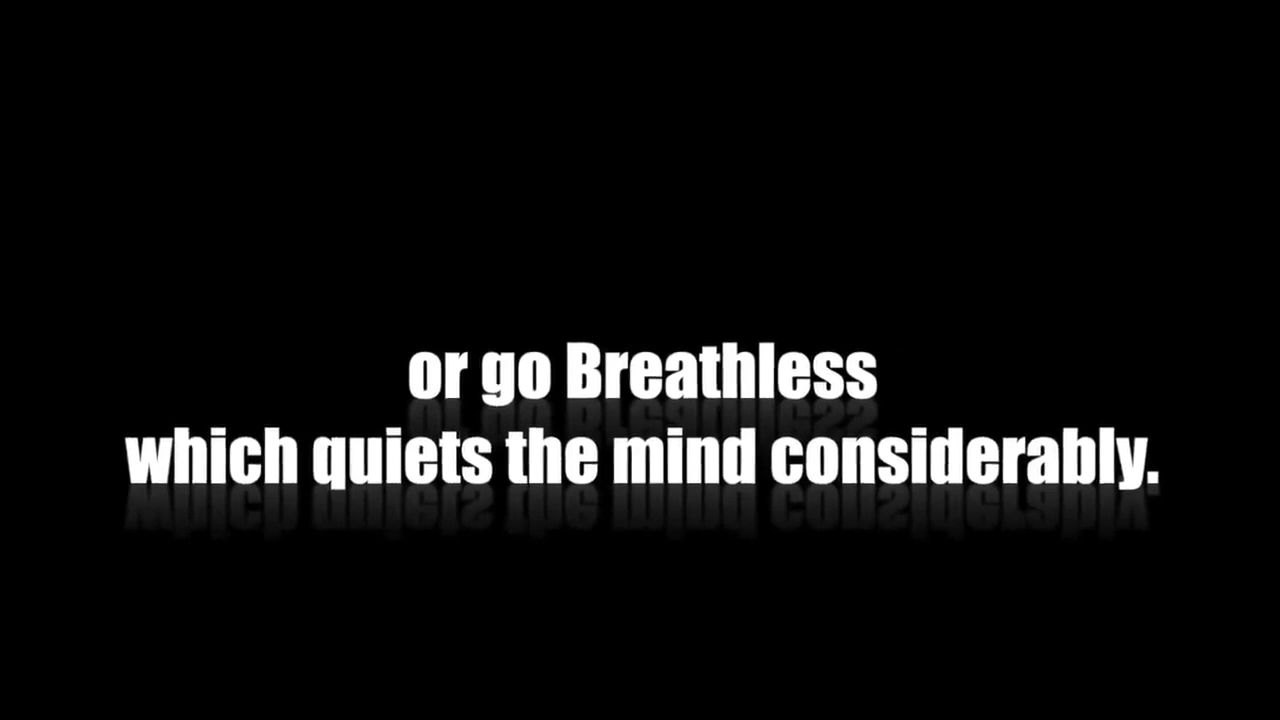 or go Breathless
which quiets the mind considerably.